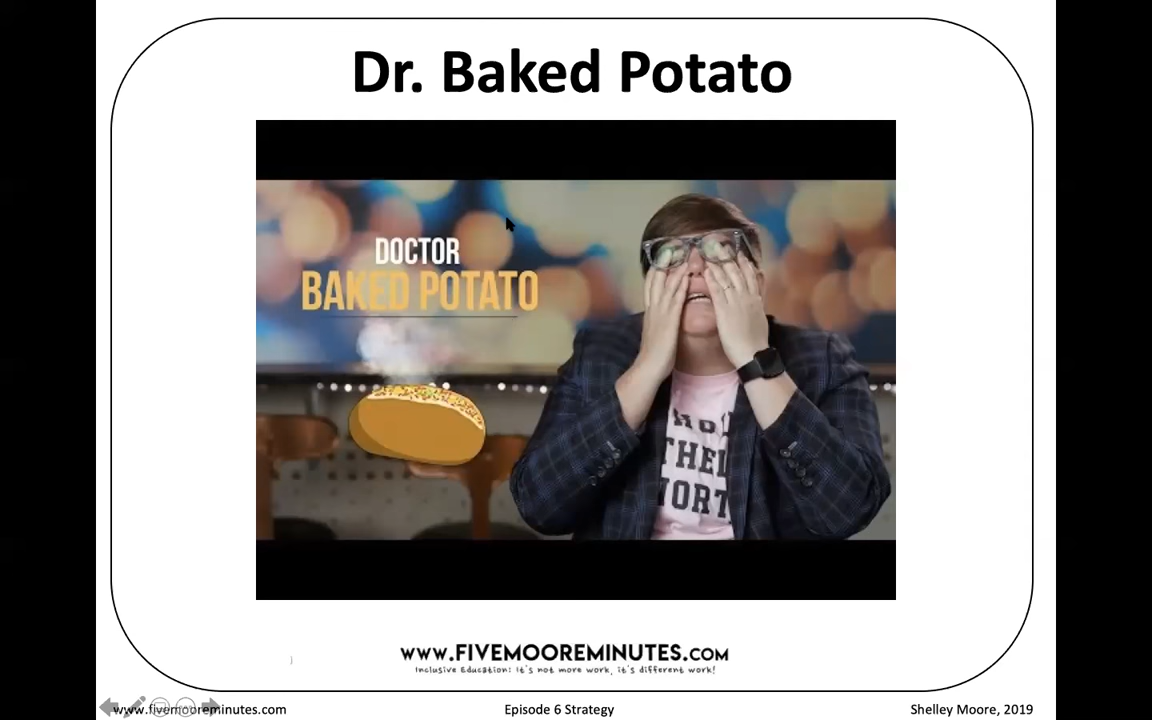 Dr. Baked Potato
DOCTOR
BAKED POTATO
THE
WWW.FIVEMOOREMINUTES.COM
Inclusive Education: It's not more work, it's different work!
www.fivemooreminutes.com
Episode 6 Strategy
Shelley Moore, 2019